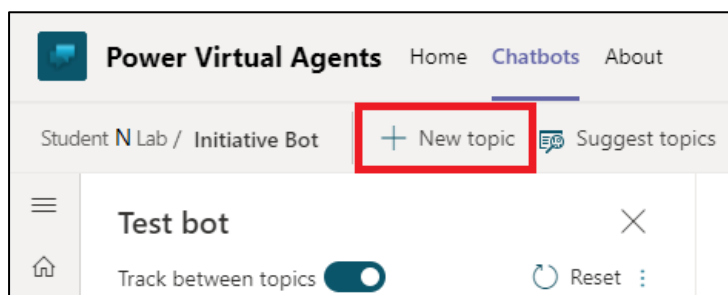 Power Virtual Agents Home Chatbots About
Student N Lab / Initiative Bot + New topic Suggest topics
Test bot
Track between topics Reset